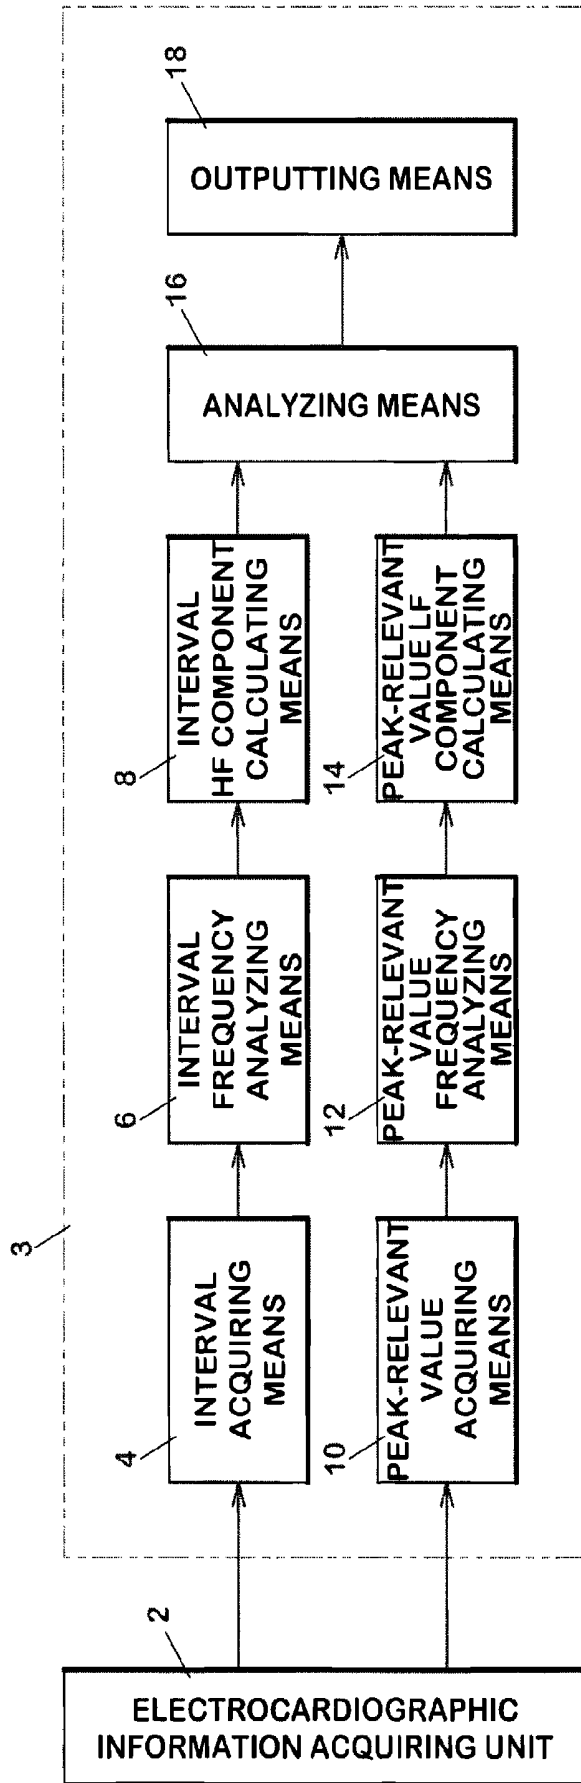 18
OUTPUTTING MEANS
16
ANALYZING MEANS
8
INTERVAL
HF COMPONENT
CALCULATING
MEANS
14
PEAK-RELEVANT
VALUE LF
COMPONENT
CALCULATING
MEANS
6
INTERVAL
FREQUENCY
ANALYZING
MEANS
12
PEAK-RELEVANT
VALUE
FREQUENCY
ANALYZING
MEANS
3
4
INTERVAL
ACQUIRING
MEANS
10
PEAK-RELEVANT
VALUE
ACQUIRING
MEANS
2
ELECTROCARDIOGRAPHIC
INFORMATION ACQUIRING UNIT